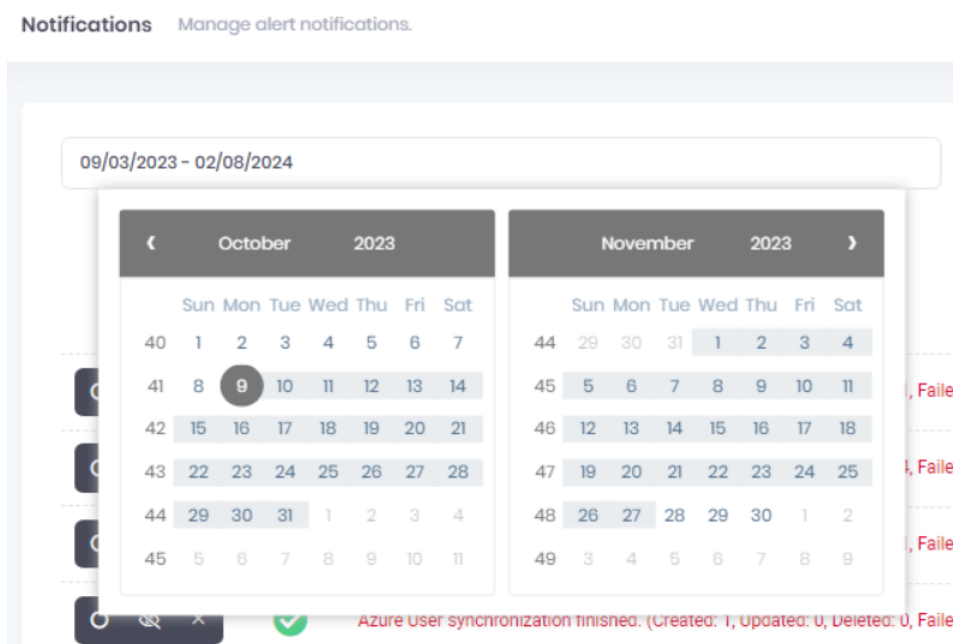 Notifications Manage alert notifications.
09/03/2023 - 02/08/2024
‹ October 2023
Sun Mon Tue Wed Thu Fri Sat
40 1 2 3 4 5 6 7
41 8 9 10 11 12 13 14
42 15 16 17 18 19 20 21
43 22 23 24 25 26 27 28
44 29 30 31 1 2 3 4
45 5 6 7 8 9 10 11
November 2023 ›
Sun Mon Tue Wed Thu Fri Sat
44 29 30 31 1 2 3 4
45 5 6 7 8 9 10 11
46 12 13 14 15 16 17 18
47 19 20 21 22 23 24 25
48 26 27 28 29 30 1 2
49 3 4 5 6 7 8 9
, Faile
, Faile
, Faile
Azure User synchronization finished. (Created: 1, Updated: 0, Deleted: 0, Faile